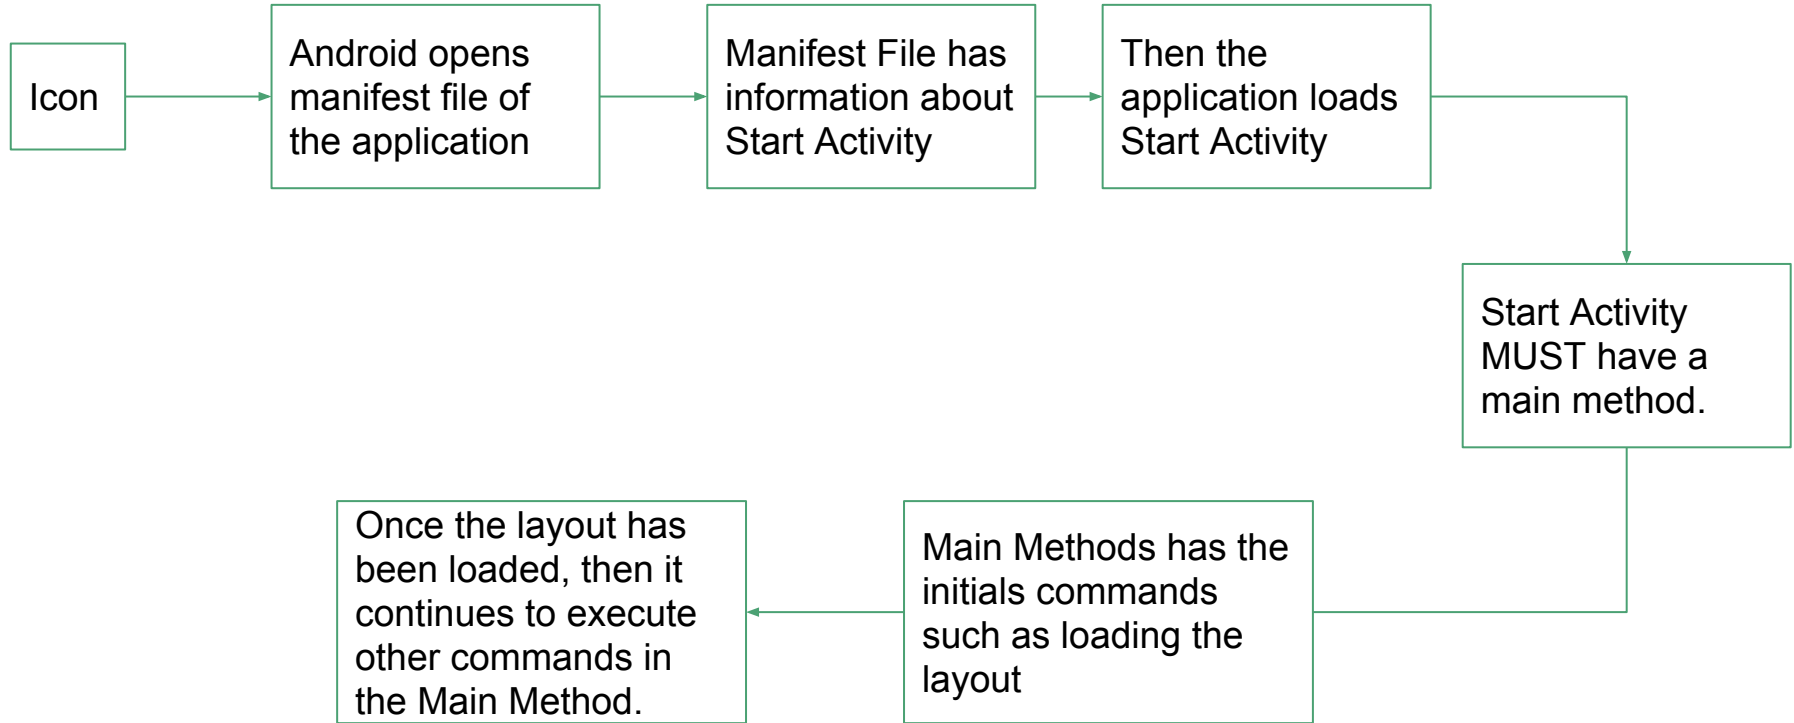 Icon
Android opens
manifest file of
the application
Manifest File has
information about
Start Activity
Then the
application loads
Start Activity
Start Activity
MUST have a
main method.
Main Methods has the
initials commands
such as loading the
layout
Once the layout has
been loaded, then it
continues to execute
other commands in
the Main Method.